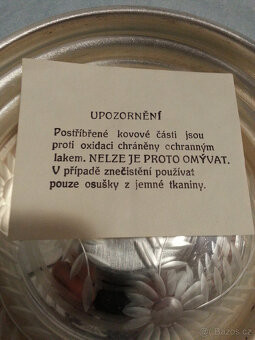 UPOZORNĚNÍ
Postříbřené kovové části jsou
proti oxidaci chráněny ochranným
lakem. NELZE JE PROTO OMÝVAT.
V případě znečistění používat
pouze osušky z jemné tkaniny.
Bazos.cz